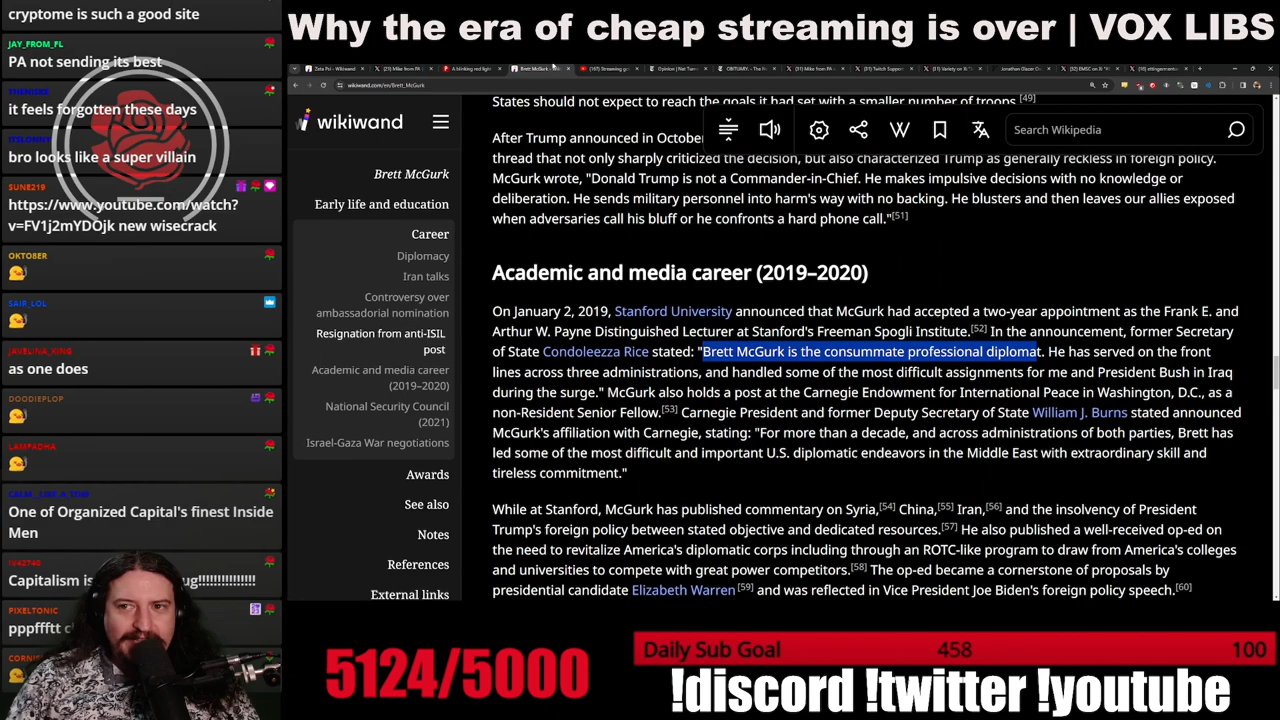 cryptome is such a good site
JAY_FROM_FL
PA not sending its best
it feels forgotten these days
bro looks like a super villain
SUNE219
https://www.youtube.com/watch?
v=FV1j2mYDOjk new wisecrack
OKTO8ER
SAIR_LOL
JAVELINA_KING
as one does
DOODIEPLOP
LAMPADHA
CALM__LIKE_A_TOM
One of Organized Capital's finest Inside
Men
Capitalism is
ug!!!!!!!!!!!!!!!
PIXELTONIC
pppffftt
Why the era of cheap streaming is over | VOX LIBS
Zeta Psi - Wikiwand
A blinking red light
Brett McGurk
wikiwand.com/en/Brett_McGurk
wikiwand
Search Wikipedia
Brett McGurk
Early life and education
Career
Diplomacy
Iran talks
Controversy over
ambassadorial nomination
Resignation from anti-ISIL
post
Academic and media career
(2019–2020)
National Security Council
(2021)
Israel-Gaza War negotiations
Awards
See also
Notes
References
External links
States should not expect to reach the goals it had set with a smaller number of troops.[49]
After Trump announced in October
thread that not only sharply criticized the decision, but also characterized Trump as generally reckless in foreign policy.
McGurk wrote, "Donald Trump is not a Commander-in-Chief. He makes impulsive decisions with no knowledge or
deliberation. He sends military personnel into harm's way with no backing. He blusters and then leaves our allies exposed
when adversaries call his bluff or he confronts a hard phone call."[51]
Academic and media career (2019–2020)
On January 2, 2019, Stanford University announced that McGurk had accepted a two-year appointment as the Frank E. and
Arthur W. Payne Distinguished Lecturer at Stanford's Freeman Spogli Institute.[52] In the announcement, former Secretary
of State Condoleezza Rice stated: "Brett McGurk is the consummate professional diplomat. He has served on the front
lines across three administrations, and handled some of the most difficult assignments for me and President Bush in Iraq
during the surge." McGurk also holds a post at the Carnegie Endowment for International Peace in Washington, D.C., as a
non-Resident Senior Fellow.[53] Carnegie President and former Deputy Secretary of State William J. Burns stated announced
McGurk's affiliation with Carnegie, stating: "For more than a decade, and across administrations of both parties, Brett has
led some of the most difficult and important U.S. diplomatic endeavors in the Middle East with extraordinary skill and
tireless commitment."
While at Stanford, McGurk has published commentary on Syria,[54] China,[55] Iran,[56] and the insolvency of President
Trump's foreign policy between stated objective and dedicated resources.[57] He also published a well-received op-ed on
the need to revitalize America's diplomatic corps including through an ROTC-like program to draw from America's colleges
and universities to compete with great power competitors.[58] The op-ed became a cornerstone of proposals by
presidential candidate Elizabeth Warren[59] and was reflected in Vice President Joe Biden's foreign policy speech.[60]
5124/5000
Daily Sub Goal 458 100
!discord !twitter !youtube